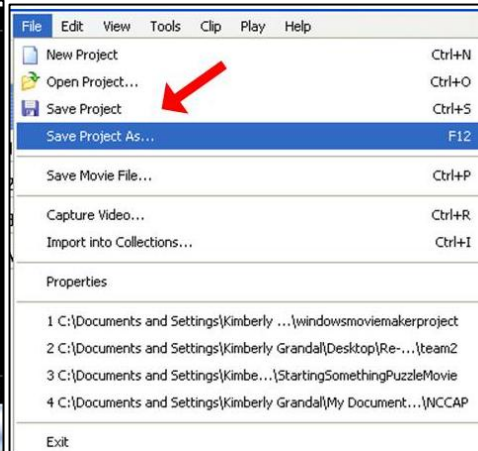 File Edit View Tools Clip Play Help
New Project Ctrl+N
Open Project... Ctrl+O
Save Project Ctrl+S
Save Project As... F12
Save Movie File... Ctrl+P
Capture Video... Ctrl+R
Import into Collections... Ctrl+I
Properties
1 C:\Documents and Settings\Kimberly ...\windowsmoviemakerproject
2 C:\Documents and Settings\Kimberly Grandal\Desktop\Re-...\team2
3 C:\Documents and Settings\Kimbe...\StartingSomethingPuzzleMovie
4 C:\Documents and Settings\Kimberly Grandal\My Document...\NCCAP
Exit